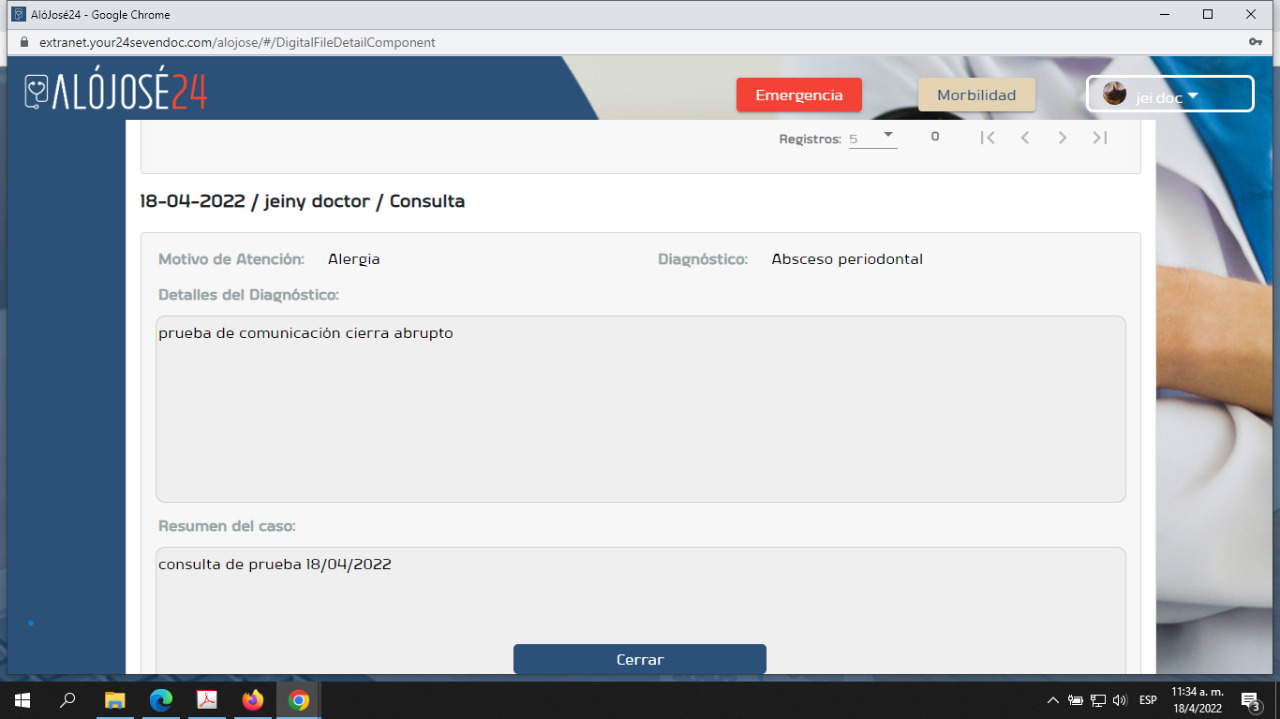 AlóJosé24 - Google Chrome
extranet.your24sevendoc.com/alojose/#/DigitalFileDetailComponent
ALÓJOSÉ24
Emergencia
Morbilidad
jei.doc
Registros: 5 0
18-04-2022 / jeiny doctor / Consulta
Motivo de Atención: Alergia
Diagnóstico: Absceso periodontal
Detalles del Diagnóstico:
prueba de comunicación cierra abrupto
Resumen del caso:
consulta de prueba 18/04/2022
Cerrar
ESP
11:34 a. m.
18/4/2022
3